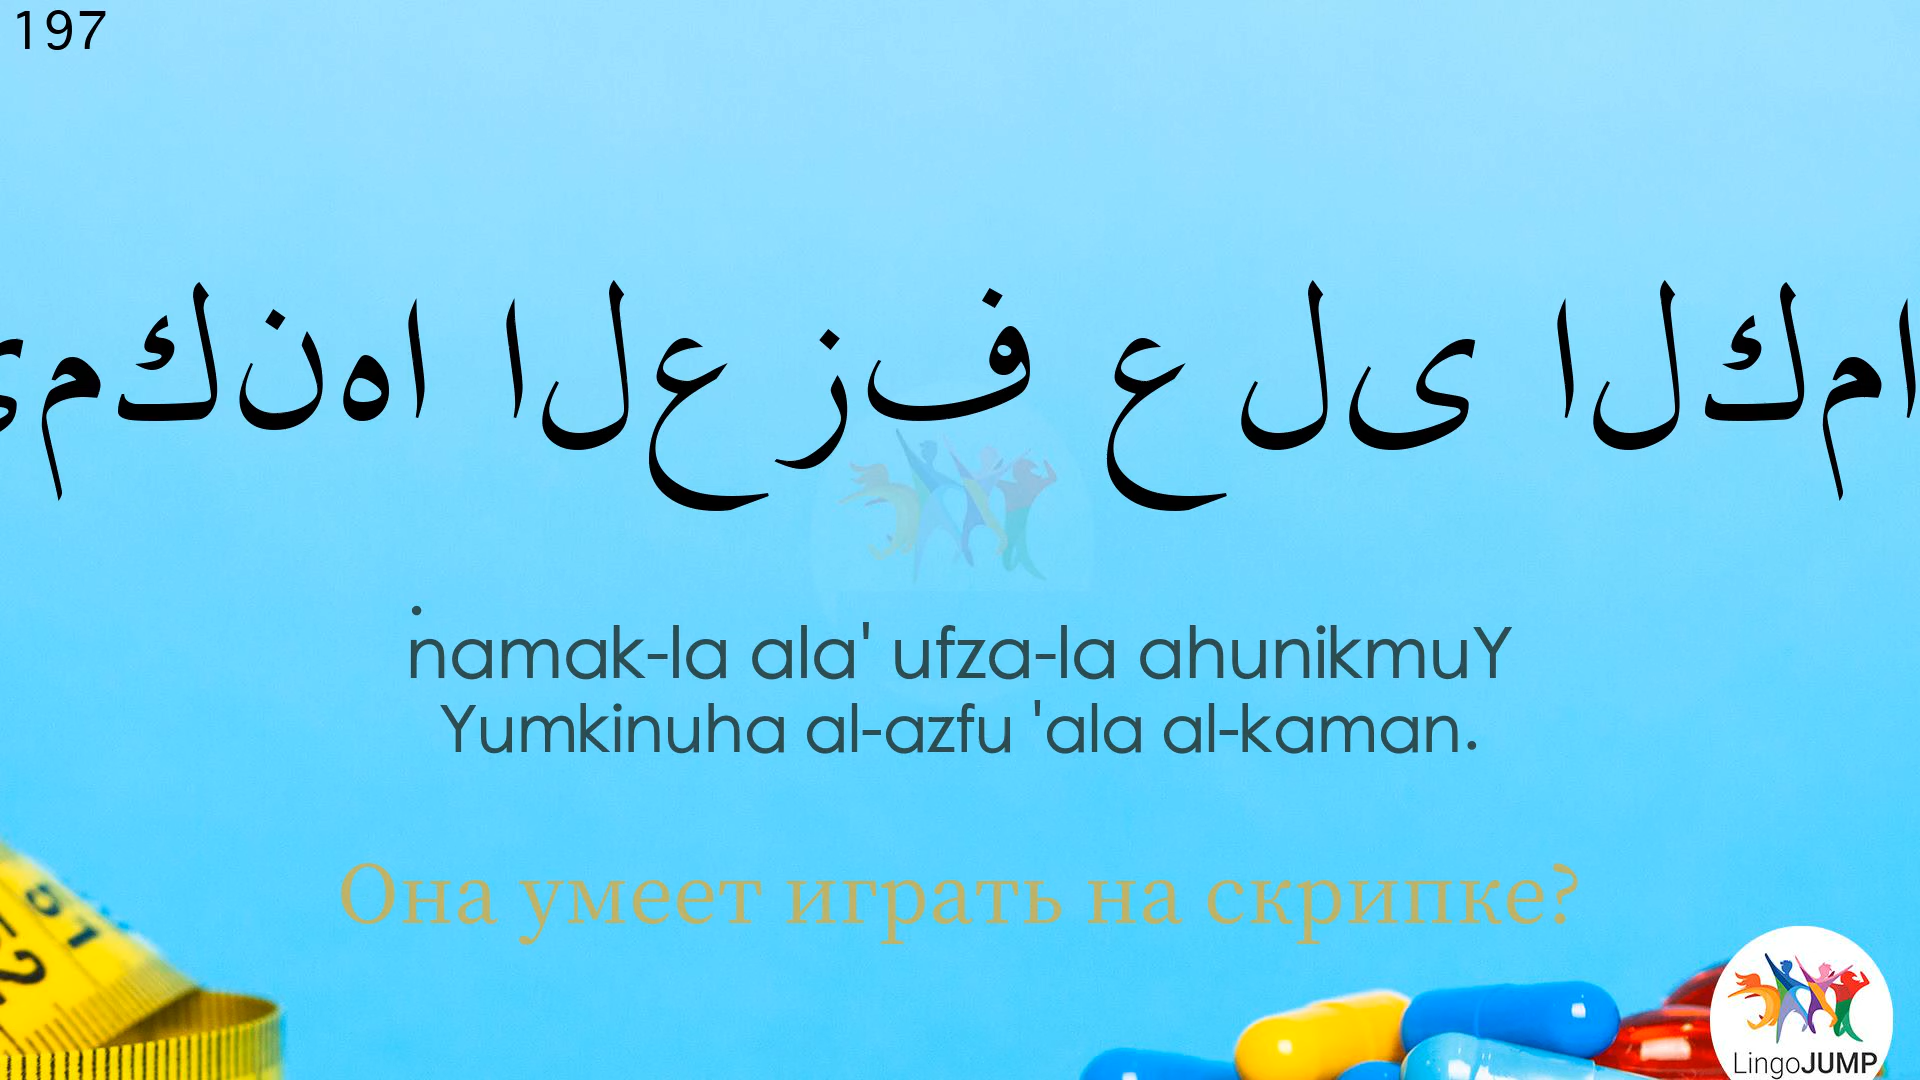 197
يمكنها العزف على الكما
ṅamak-la ala' ufza-la ahunikmuY
Yumkinuha al-azfu 'ala al-kaman.
Она умеет играть на скрипке?
LingoJUMP